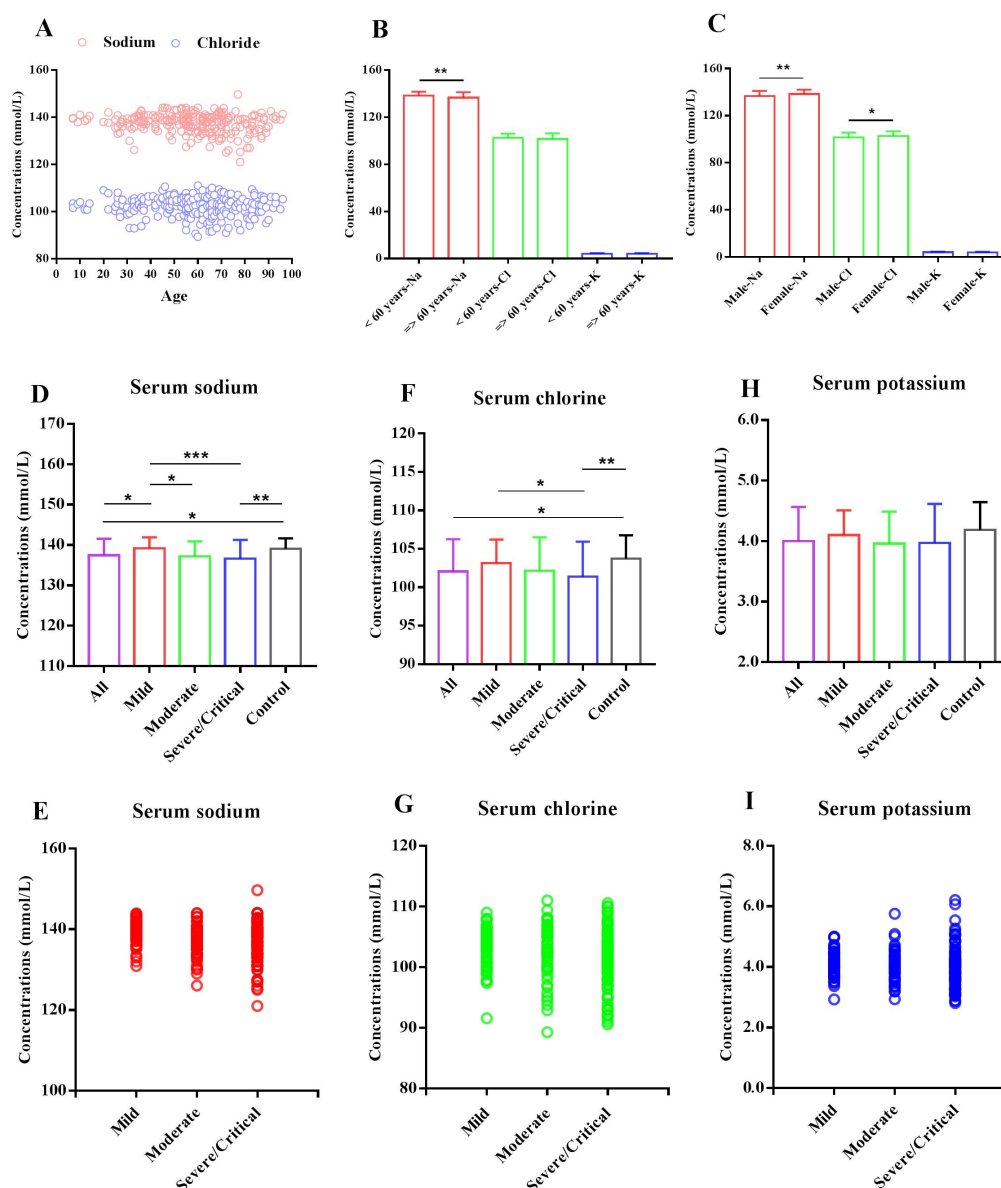 A
Sodium Chloride
Concentrations (mmol/L)
160
140
120
100
80
0 10 20 30 40 50 60 70 80 90 100
Age
B
Concentrations (mmol/L)
160
120
80
40
0
**
< 60 years-Na
=> 60 years-Na
< 60 years-Cl
=> 60 years-Cl
< 60 years-K
=> 60 years-K
C
Concentrations (mmol/L)
160
120
80
40
0
**
*
Male-Na
Female-Na
Male-Cl
Female-Cl
Male-K
Female-K
D
Serum sodium
Concentrations (mmol/L)
170
160
150
140
130
120
110
***
*
* **
*
All
Mild
Moderate
Severe/Critical
Control
F
Serum chlorine
Concentrations (mmol/L)
120
115
110
105
100
95
90
**
*
*
All
Mild
Moderate
Severe/Critical
Control
H
Serum potassium
Concentrations (mmol/L)
6.0
5.0
4.0
3.0
2.0
All
Mild
Moderate
Severe/Critical
Control
E
Serum sodium
Concentrations (mmol/L)
160
140
120
100
Mild
Moderate
Severe/Critical
G
Serum chlorine
Concentrations (mmol/L)
120
110
100
90
80
Mild
Moderate
Severe/Critical
I
Serum potassium
Concentrations (mmol/L)
8.0
6.0
4.0
2.0
0.0
Mild
Moderate
Severe/Critical